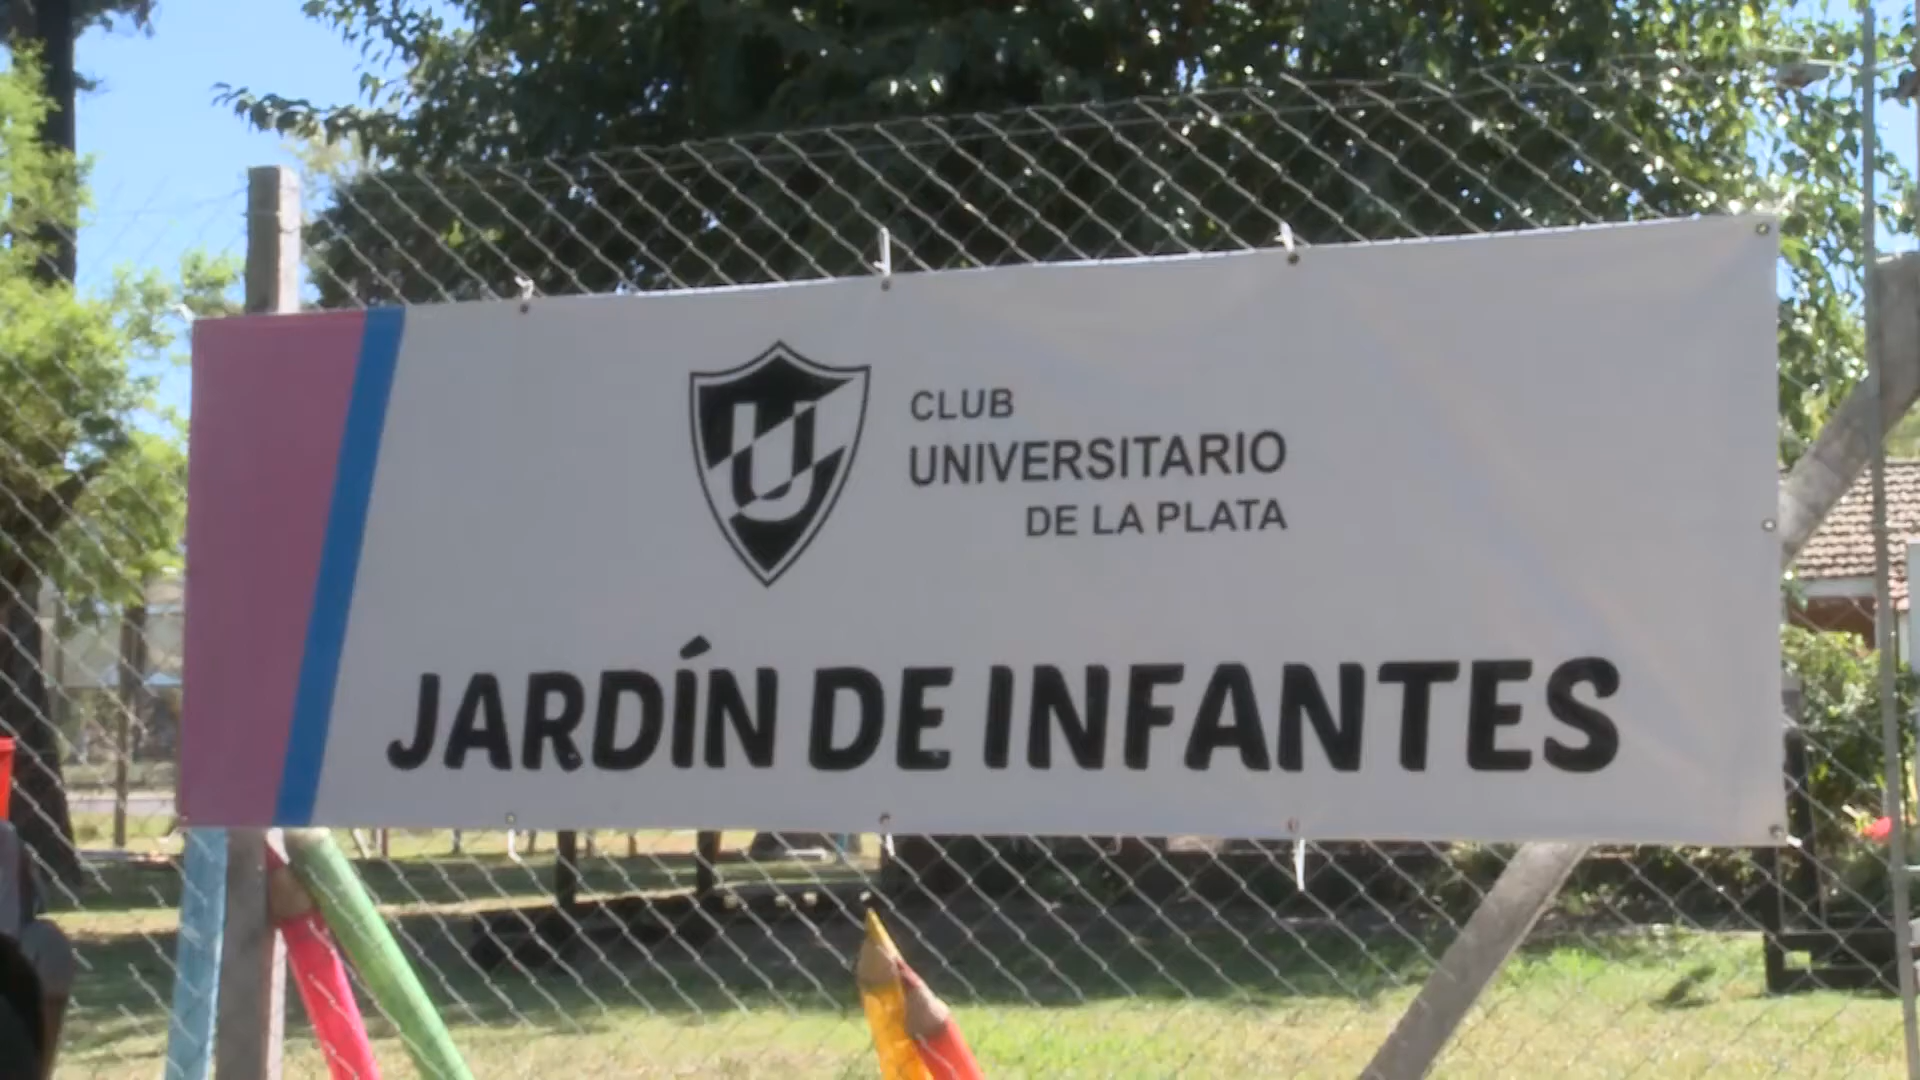 U
CLUB
UNIVERSITARIO
DE LA PLATA
JARDÍN DE INFANTES